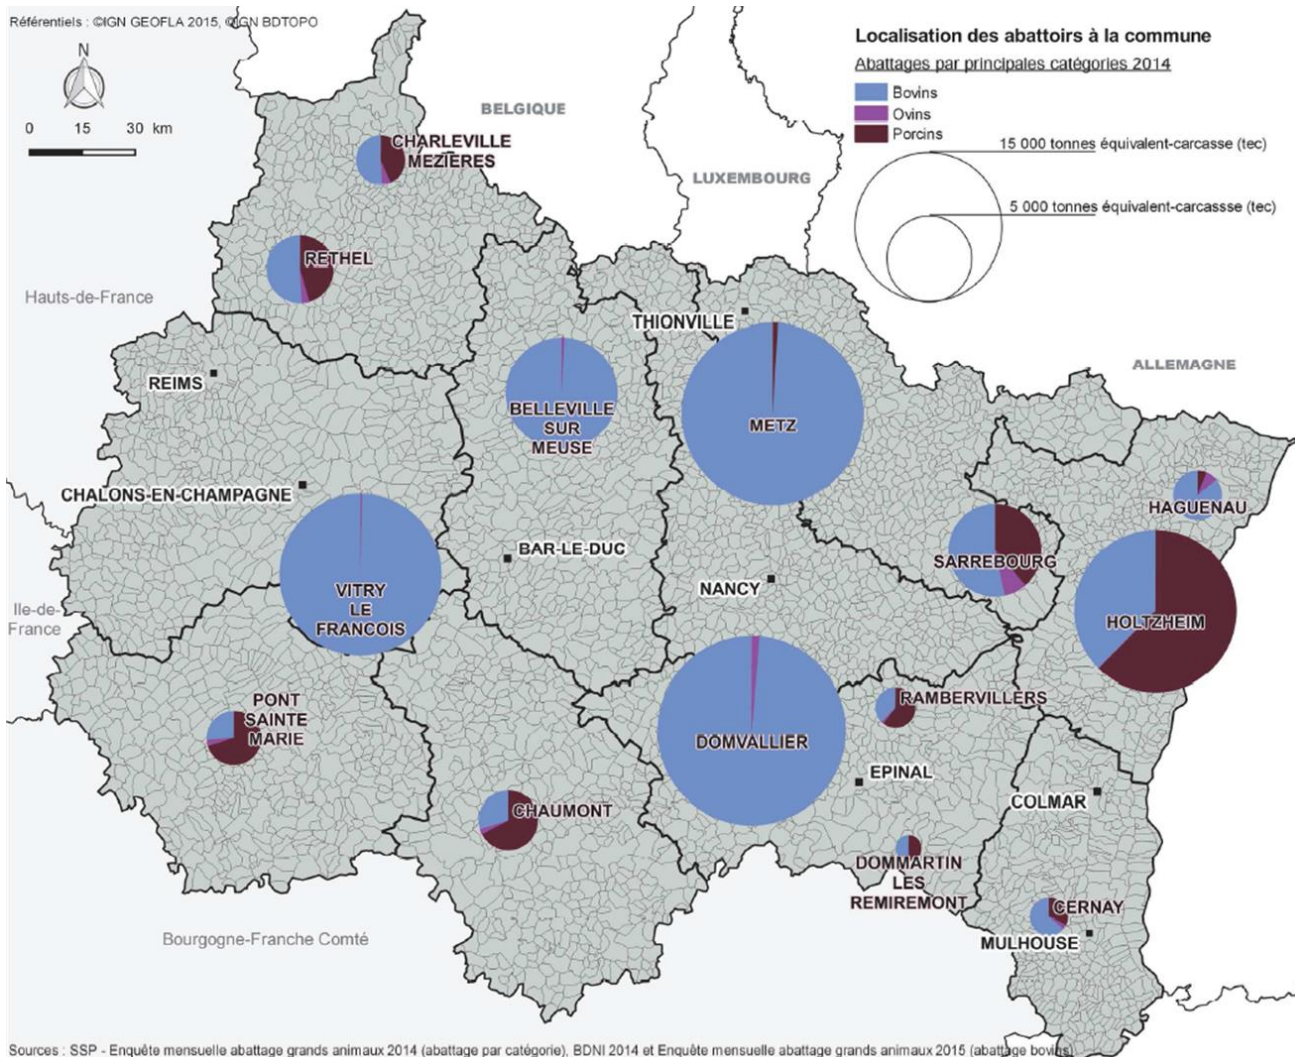 Référentiels : ©IGN GEOFLA 2015, ©IGN BDTOPO
N
0 15 30 km
Localisation des abattoirs à la commune
Abattages par principales catégories 2014
Bovins
Ovins
Porcins
15 000 tonnes équivalent-carcasse (tec)
5 000 tonnes équivalent-carcassse (tec)
BELGIQUE
LUXEMBOURG
ALLEMAGNE
Hauts-de-France
Ile-de-
France
Bourgogne-Franche Comté
CHARLEVILLE
MEZIERES
RETHEL
REIMS
THIONVILLE
BELLEVILLE
SUR
MEUSE
METZ
CHALONS-EN-CHAMPAGNE
HAGUENAU
BAR-LE-DUC
SARREBOURG
VITRY
LE
FRANCOIS
NANCY
HOLTZHEIM
PONT
SAINTE
MARIE
RAMBERVILLERS
DOMVALLIER
EPINAL
COLMAR
CHAUMONT
DOMMARTIN
LES
REMIREMONT
CERNAY
MULHOUSE
Sources : SSP - Enquête mensuelle abattage grands animaux 2014 (abattage par catégorie), BDNI 2014 et Enquête mensuelle abattage grands animaux 2015 (abattage bovins)